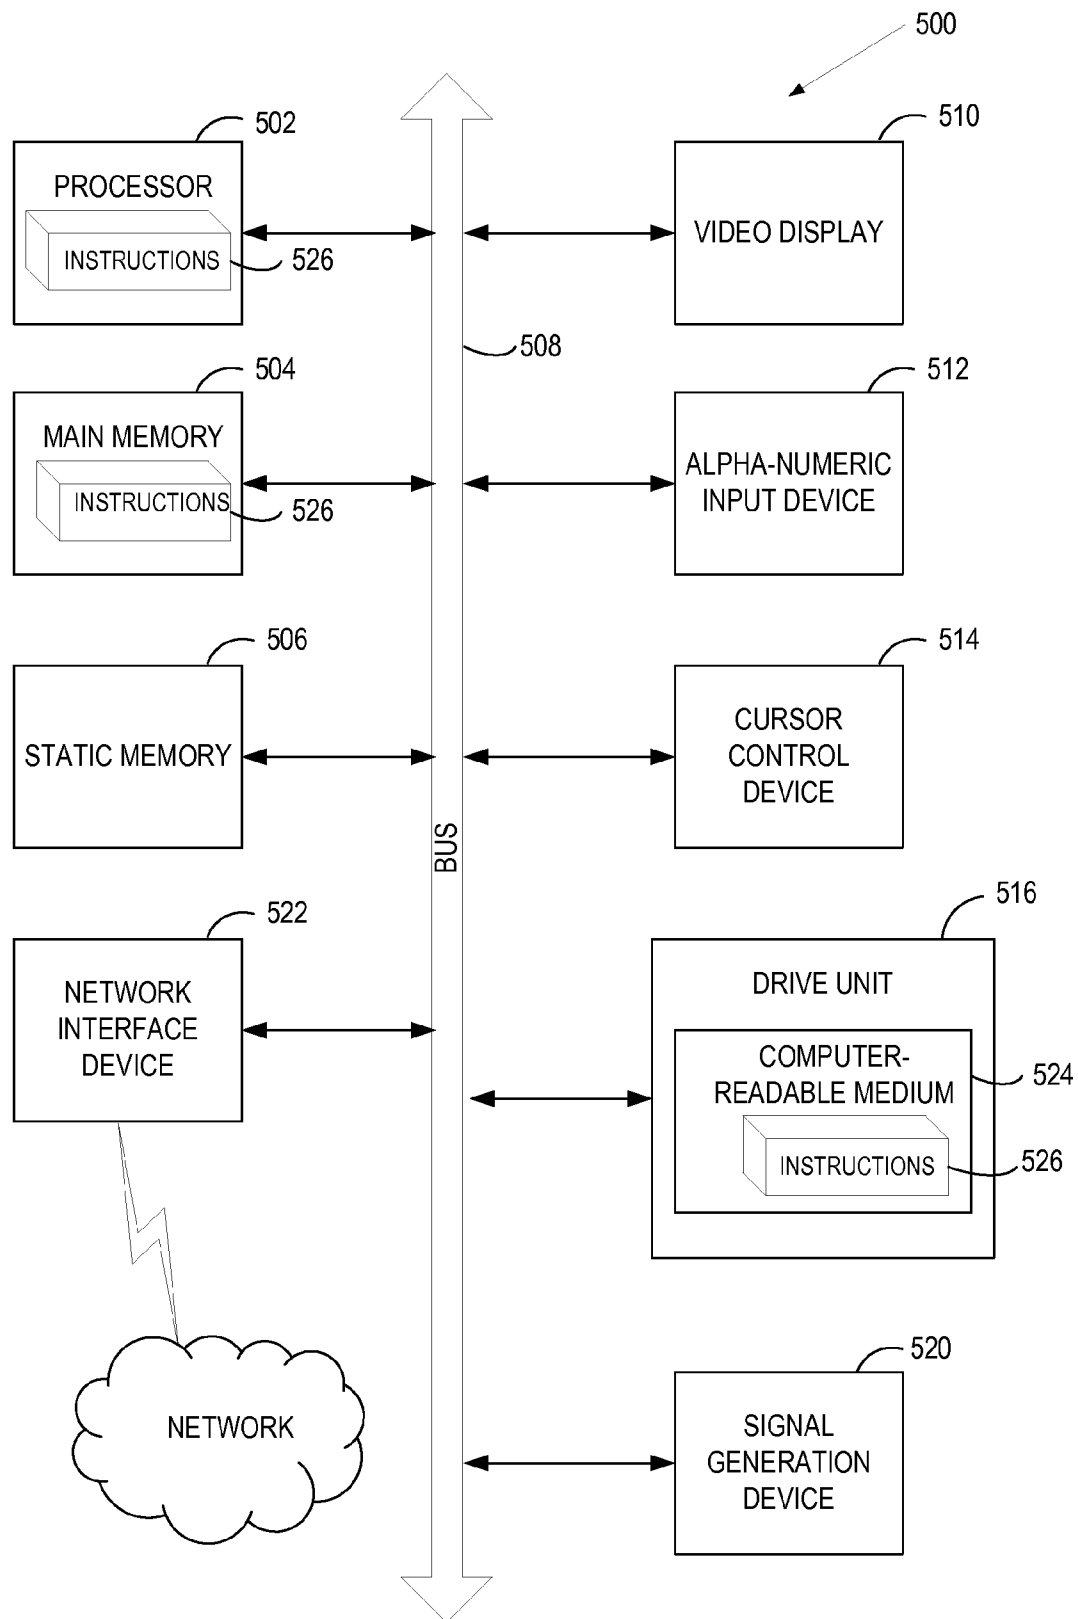 500
502
PROCESSOR
INSTRUCTIONS
526
510
VIDEO DISPLAY
508
504
MAIN MEMORY
INSTRUCTIONS
526
512
ALPHA-NUMERIC
INPUT DEVICE
506
STATIC MEMORY
514
CURSOR
CONTROL
DEVICE
BUS
522
NETWORK
INTERFACE
DEVICE
516
DRIVE UNIT
COMPUTER-
READABLE MEDIUM
524
INSTRUCTIONS
526
NETWORK
520
SIGNAL
GENERATION
DEVICE